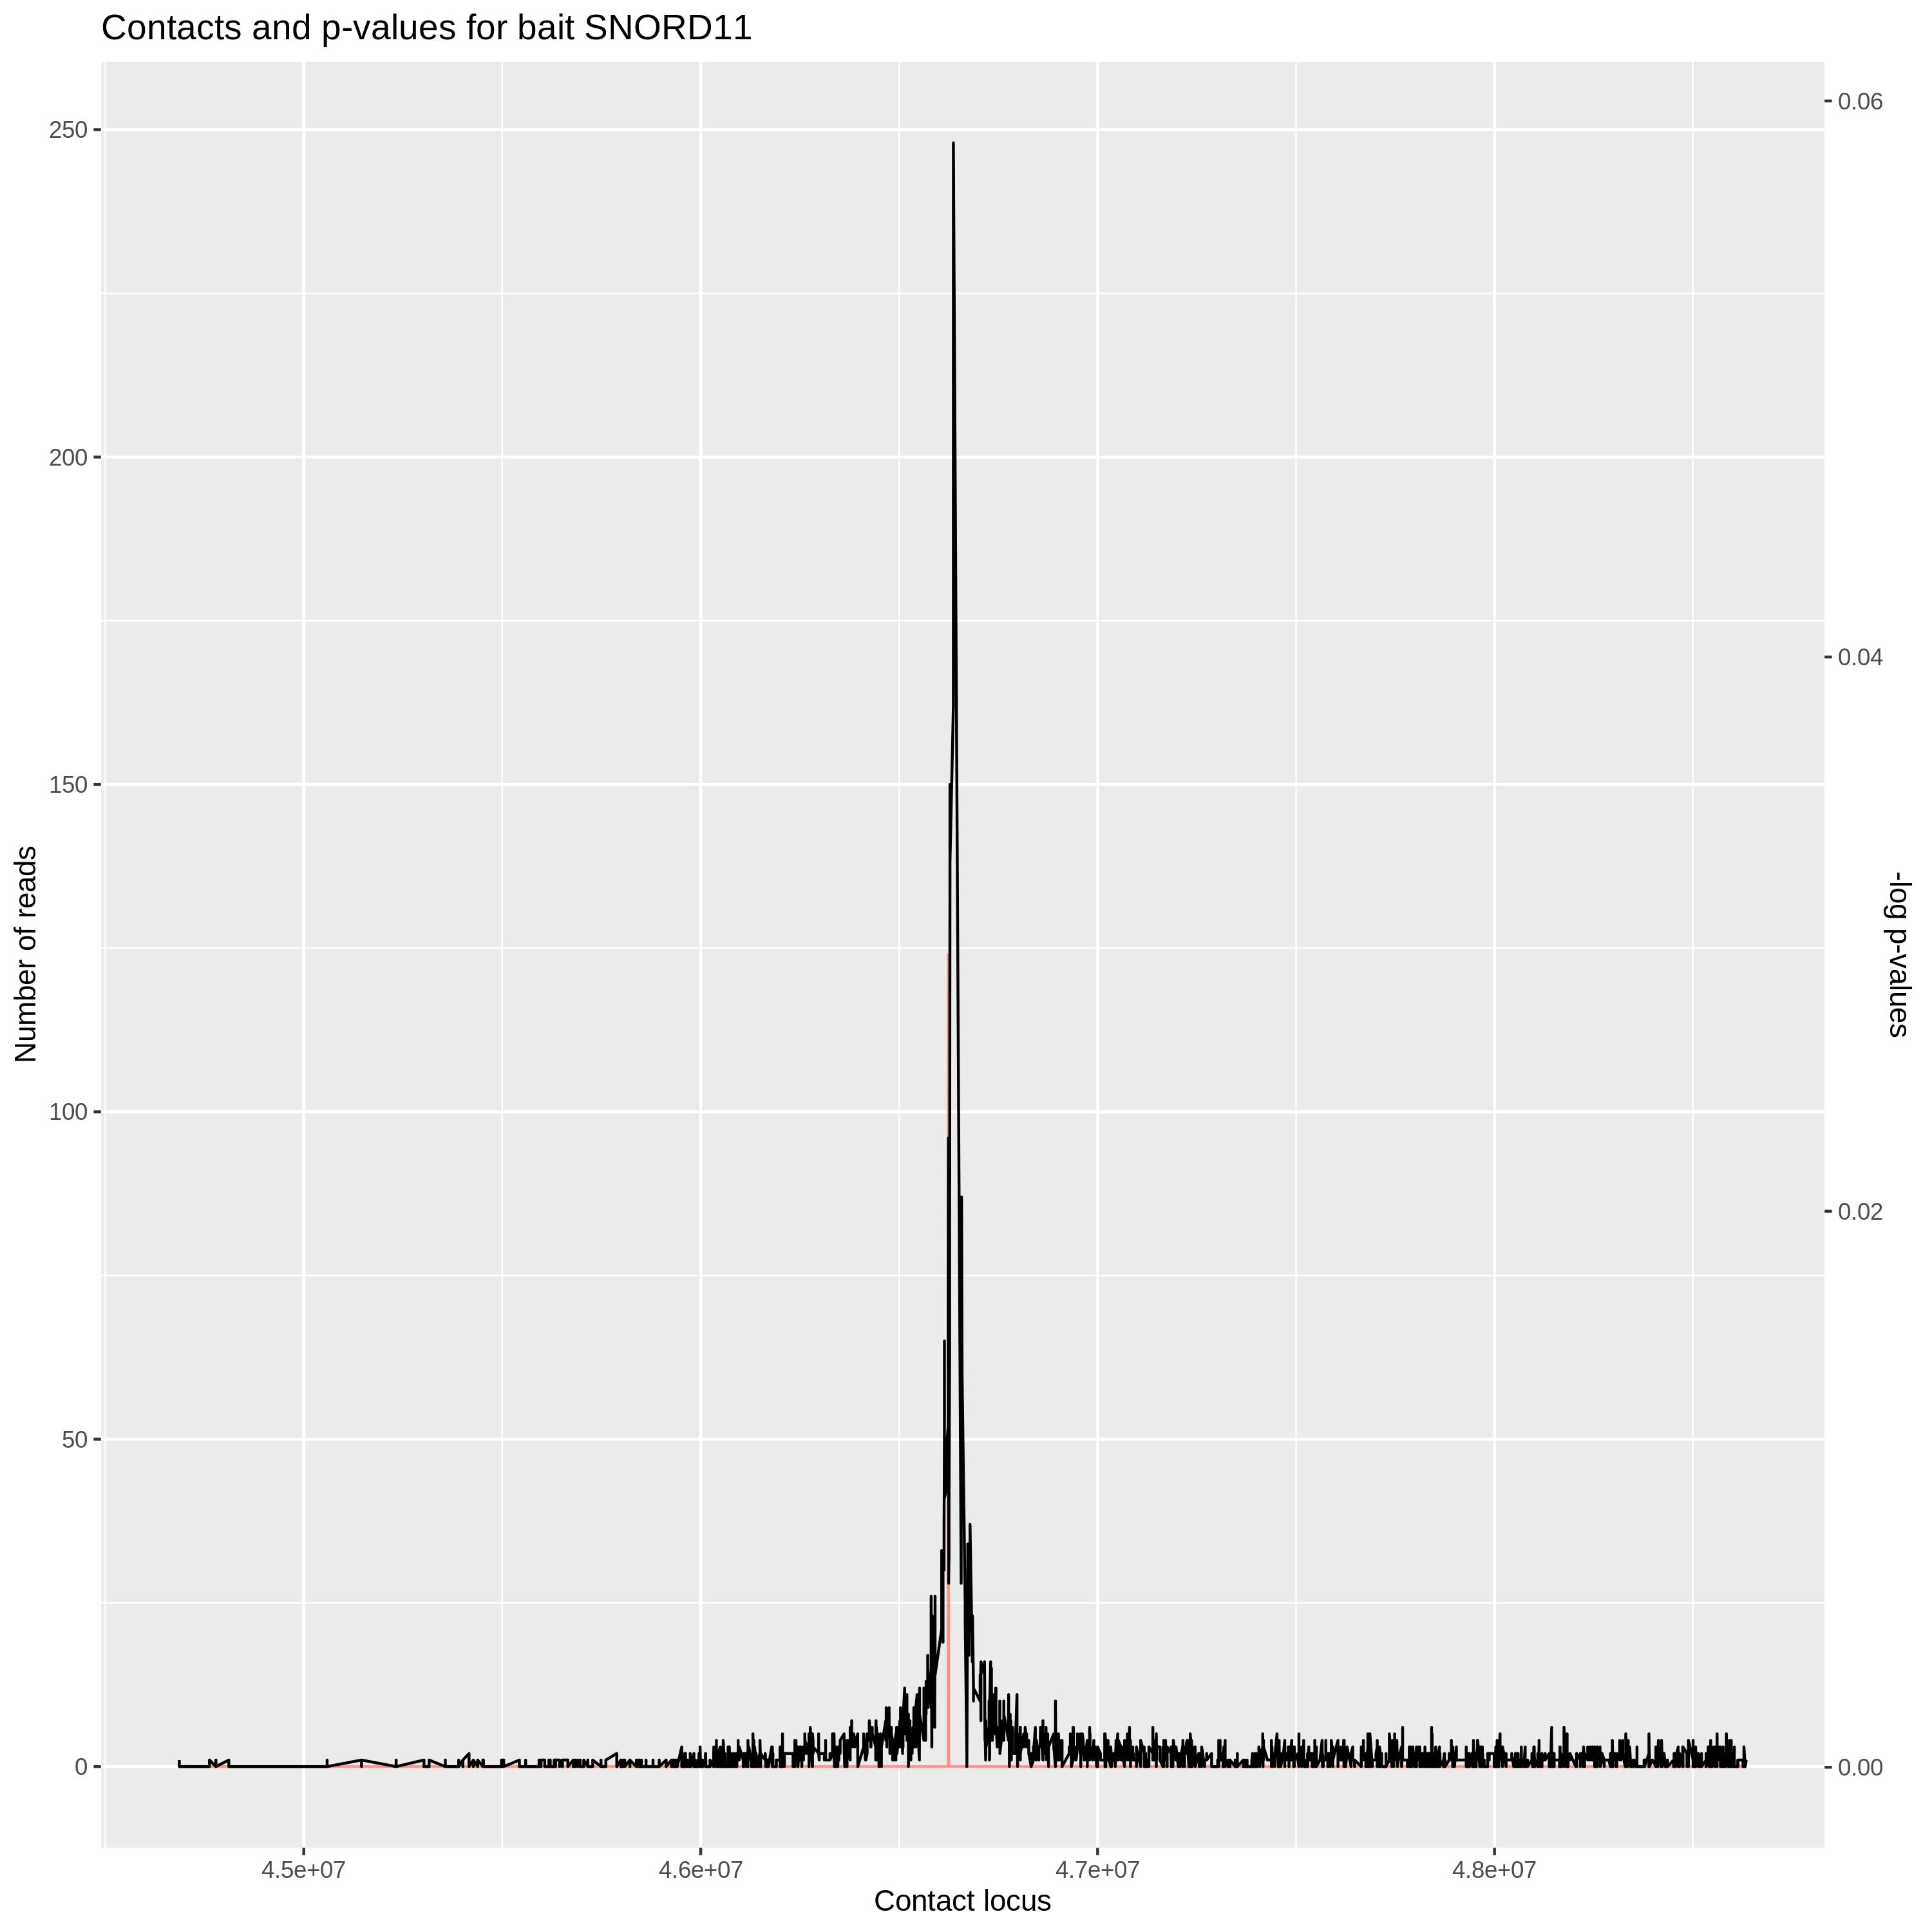 Contacts and p-values for bait SNORD11
250
200
150
100
50
0
Number of reads
0.06
0.04
0.02
0.00
-log p-values
4.5e+07
4.6e+07
4.7e+07
4.8e+07
Contact locus